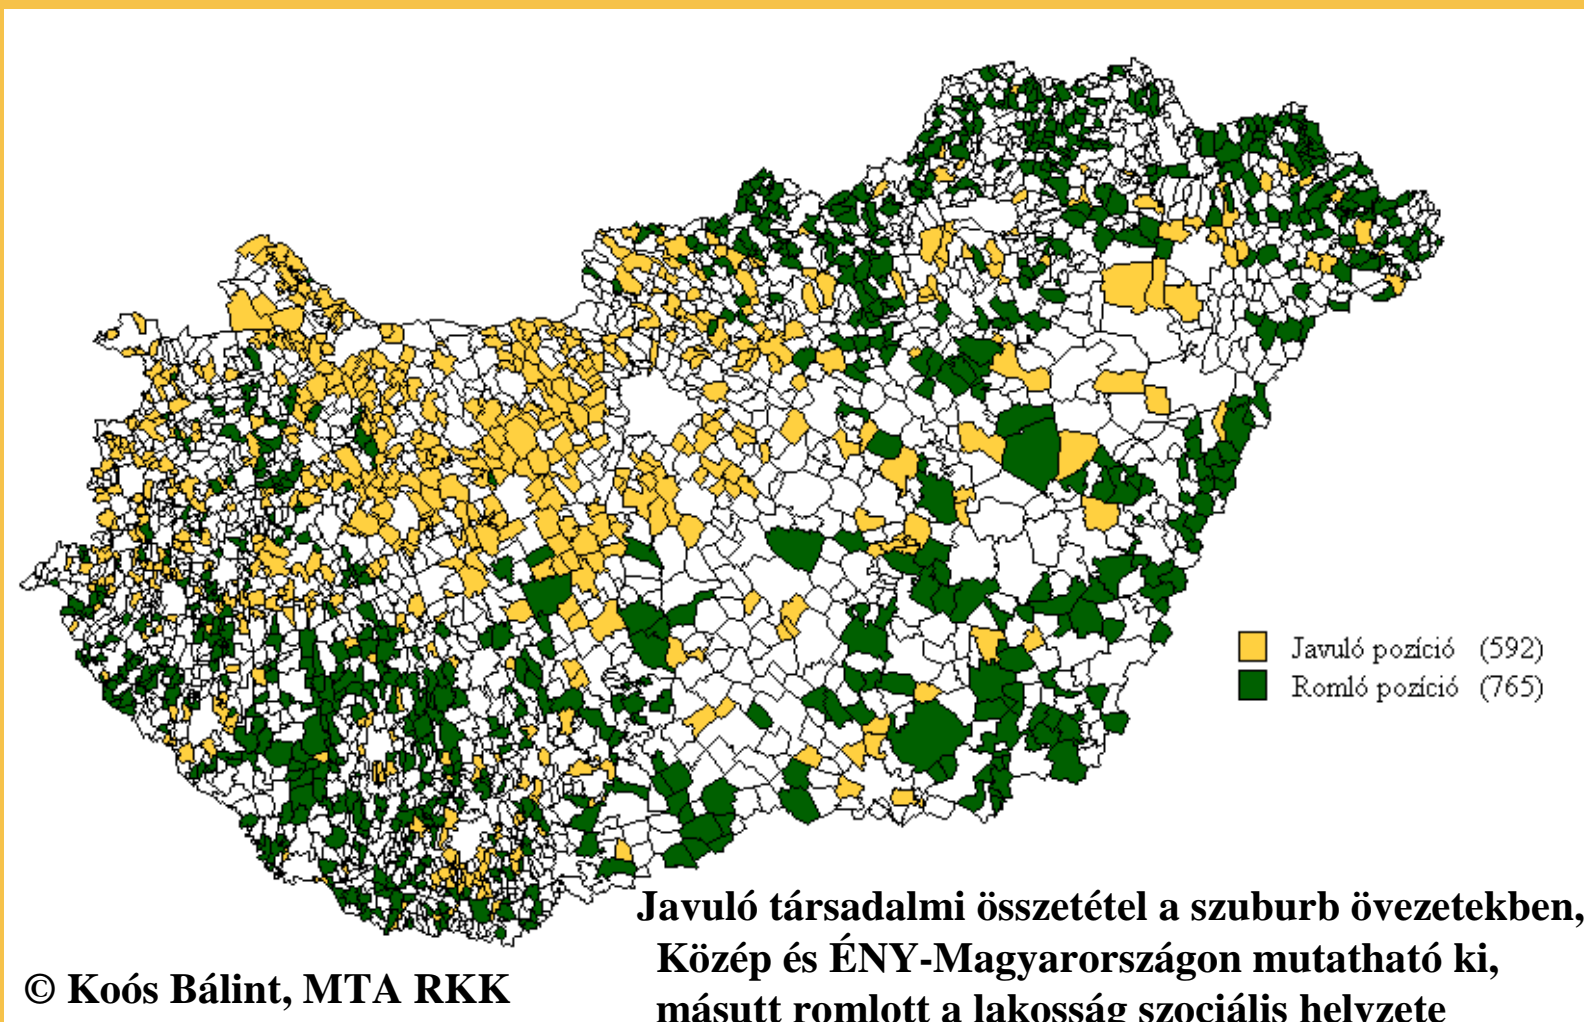 Javuló pozíció (592)
Romló pozíció (765)
Javuló társadalmi összetétel a szuburb övezetekben,
Közép és ÉNY-Magyarországon mutatható ki,
másutt romlott a lakosság szociális helyzete
© Koós Bálint, MTA RKK